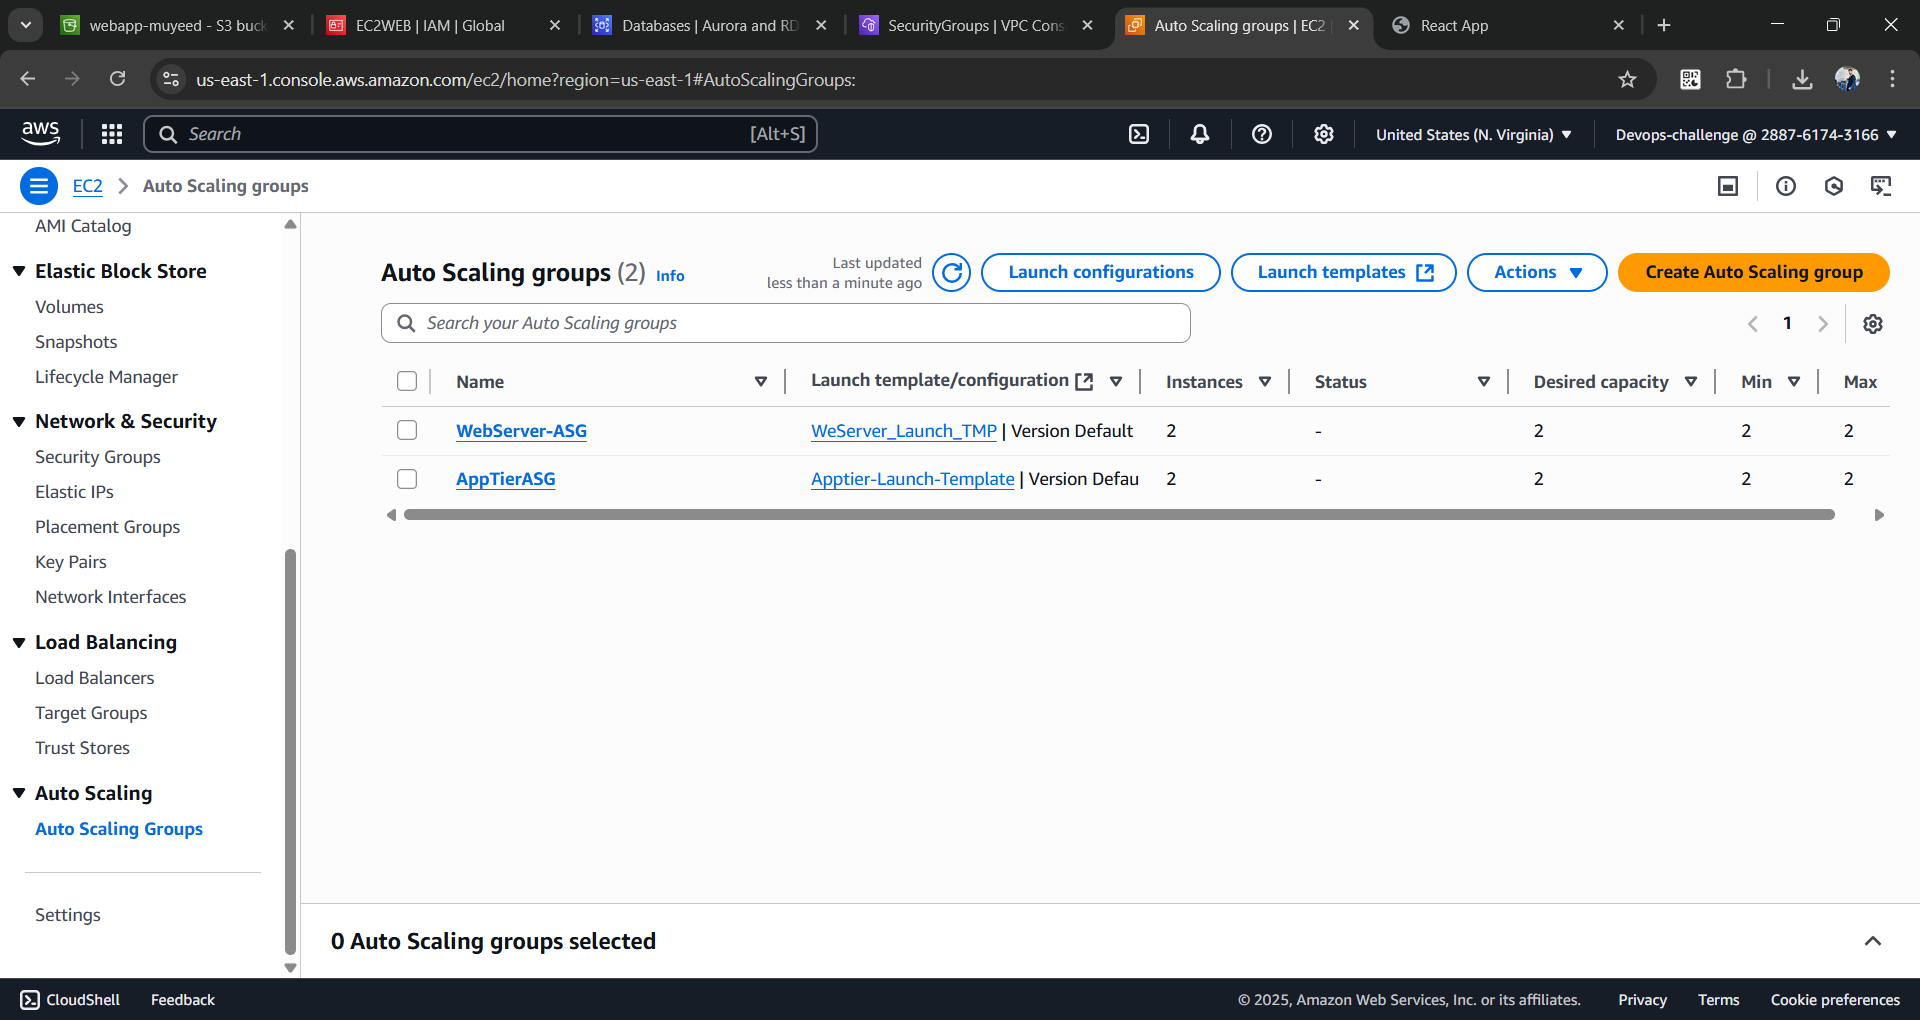 webapp-muyeed - S3 buck
EC2WEB | IAM | Global
Databases | Aurora and RD
SecurityGroups | VPC Cons
Auto Scaling groups | EC2 |
React App
us-east-1.console.aws.amazon.com/ec2/home?region=us-east-1#AutoScalingGroups:
aws
Search
[Alt+S]
United States (N. Virginia)
Devops-challenge @ 2887-6174-3166
EC2
Auto Scaling groups
AMI Catalog
Elastic Block Store
Volumes
Snapshots
Lifecycle Manager
Network & Security
Security Groups
Elastic IPs
Placement Groups
Key Pairs
Network Interfaces
Load Balancing
Load Balancers
Target Groups
Trust Stores
Auto Scaling
Auto Scaling Groups
Settings
Auto Scaling groups (2) Info
Last updated
less than a minute ago
Launch configurations
Launch templates
Actions
Create Auto Scaling group
Search your Auto Scaling groups
1
Name Launch template/configuration Instances Status Desired capacity Min Max
WebServer-ASG WeServer_Launch_TMP | Version Default 2 - 2 2 2
AppTierASG Apptier-Launch-Template | Version Defau 2 - 2 2 2
0 Auto Scaling groups selected
CloudShell Feedback
© 2025, Amazon Web Services, Inc. or its affiliates. Privacy Terms Cookie preferences